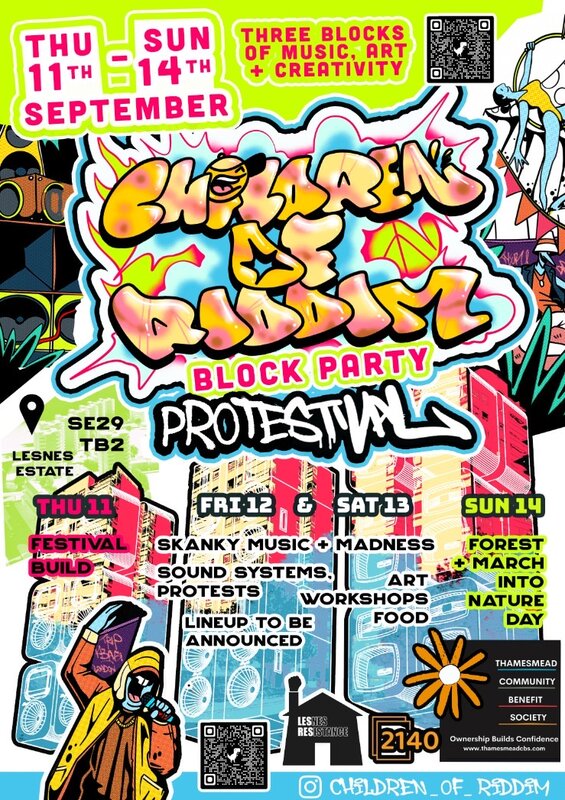 THU - SUN
11TH 14TH
SEPTEMBER
THREE BLOCKS
OF MUSIC, ART
+ CREATIVITY
CHILDREN
OF
RIDDIM
BLOCK PARTY
PROTESTIVAL
SE29
TB2
LESNES
ESTATE
THU 11
FESTIVAL
BUILD
FRI 12 & SAT 13
SKANKY MUSIC + MADNESS
SOUND SYSTEMS,
PROTESTS
LINEUP TO BE
ANNOUNCED
ART
WORKSHOPS
FOOD
SUN 14
FOREST
+ MARCH
INTO
NATURE
DAY
LESNES
RESISTANCE
2140
THAMESMEAD
COMMUNITY
BENEFIT
SOCIETY
Ownership Builds Confidence
www.thamesmeadcbs.com
CHILDREN_OF_RIDDIM